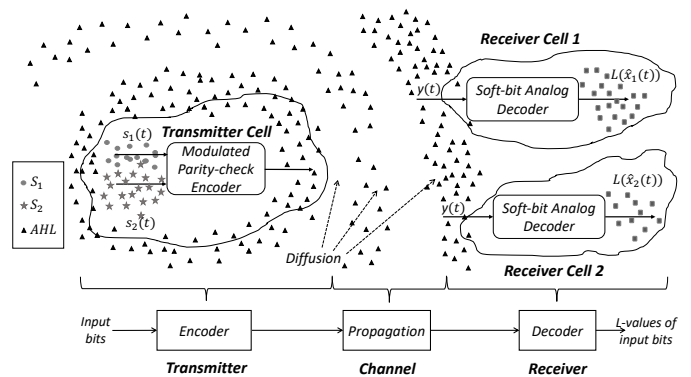 Receiver Cell 1
L(x̂₁(t))
y(t)
Soft-bit Analog
Decoder
Transmitter Cell
s₁(t)
Modulated
Parity-check
Encoder
s₂(t)
S₁
S₂
AHL
L(x̂₂(t))
y(t)
Soft-bit Analog
Decoder
Receiver Cell 2
Diffusion
Input
bits
Encoder
Propagation
Decoder
L-values of
input bits
Transmitter
Channel
Receiver